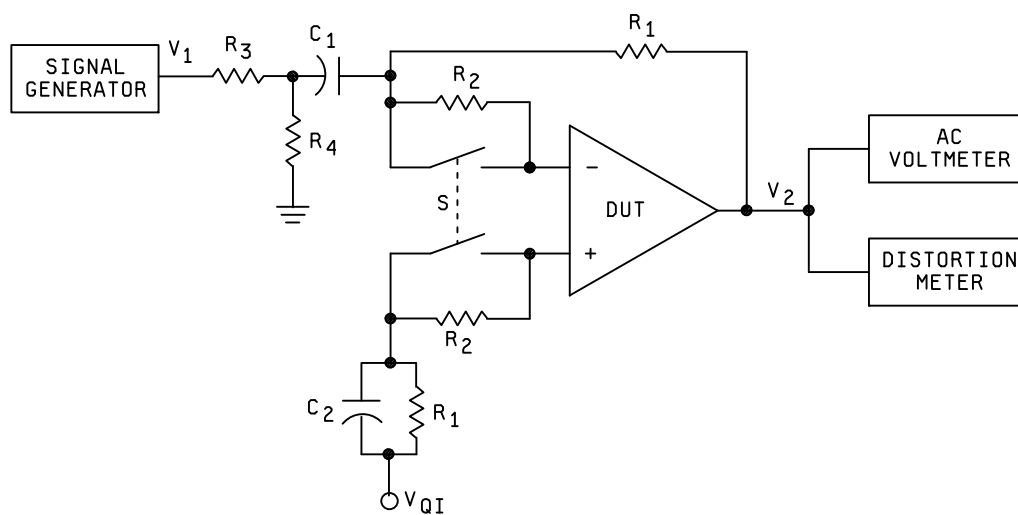 SIGNAL
GENERATOR
V1
R3
C1
R1
R4
R2
S
−
+
DUT
V2
AC
VOLTMETER
DISTORTION
METER
R2
C2
R1
VQI